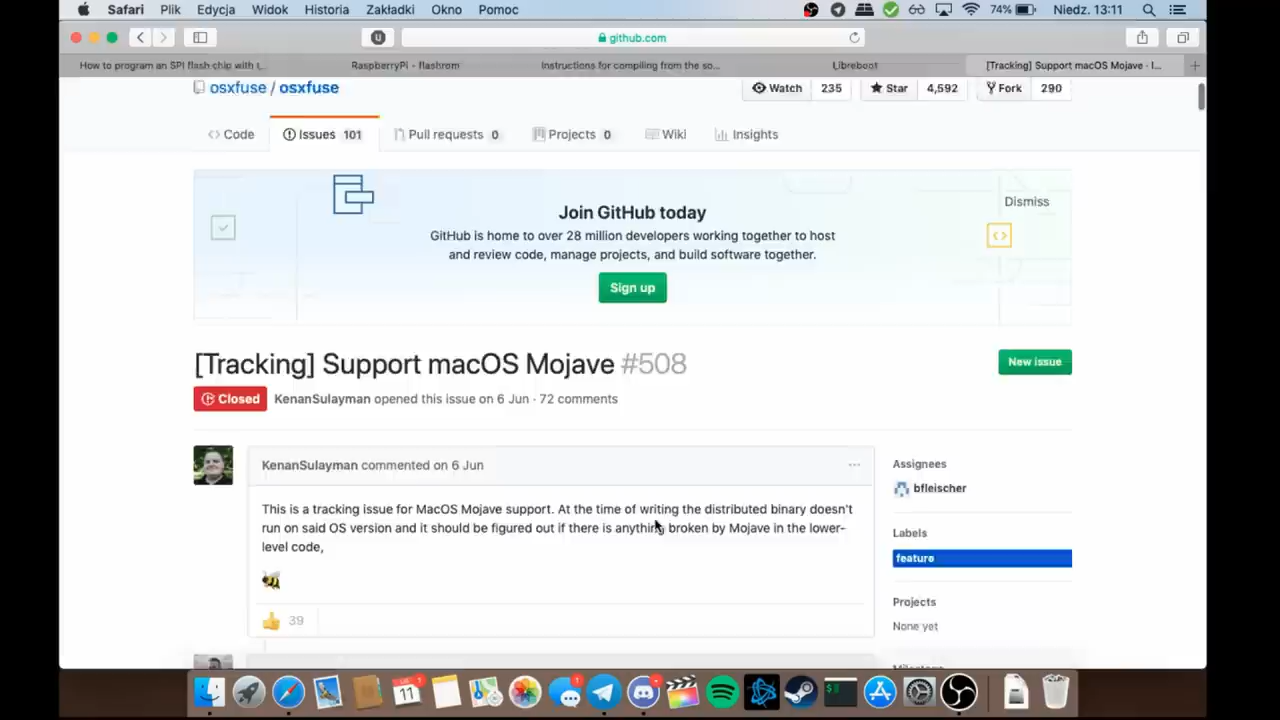 Safari Plik Edycja Widok Historia Zakładki Okno Pomoc 74% Niedz. 13:11
github.com
How to program an SPI flash chip with t... RaspberryPi - flashrom Instructions for compiling from the so... Libreboot [Tracking] Support macOS Mojave · I...
osxfuse / osxfuse Watch 235 Star 4,592 Fork 290
Code Issues 101 Pull requests 0 Projects 0 Wiki Insights
Join GitHub today
Dismiss
GitHub is home to over 28 million developers working together to host
and review code, manage projects, and build software together.
Sign up
[Tracking] Support macOS Mojave #508
New issue
Closed KenanSulayman opened this issue on 6 Jun · 72 comments
KenanSulayman commented on 6 Jun
This is a tracking issue for MacOS Mojave support. At the time of writing the distributed binary doesn't
run on said OS version and it should be figured out if there is anything broken by Mojave in the lower-
level code,
39
Assignees
bfleischer
Labels
feature
Projects
None yet
11